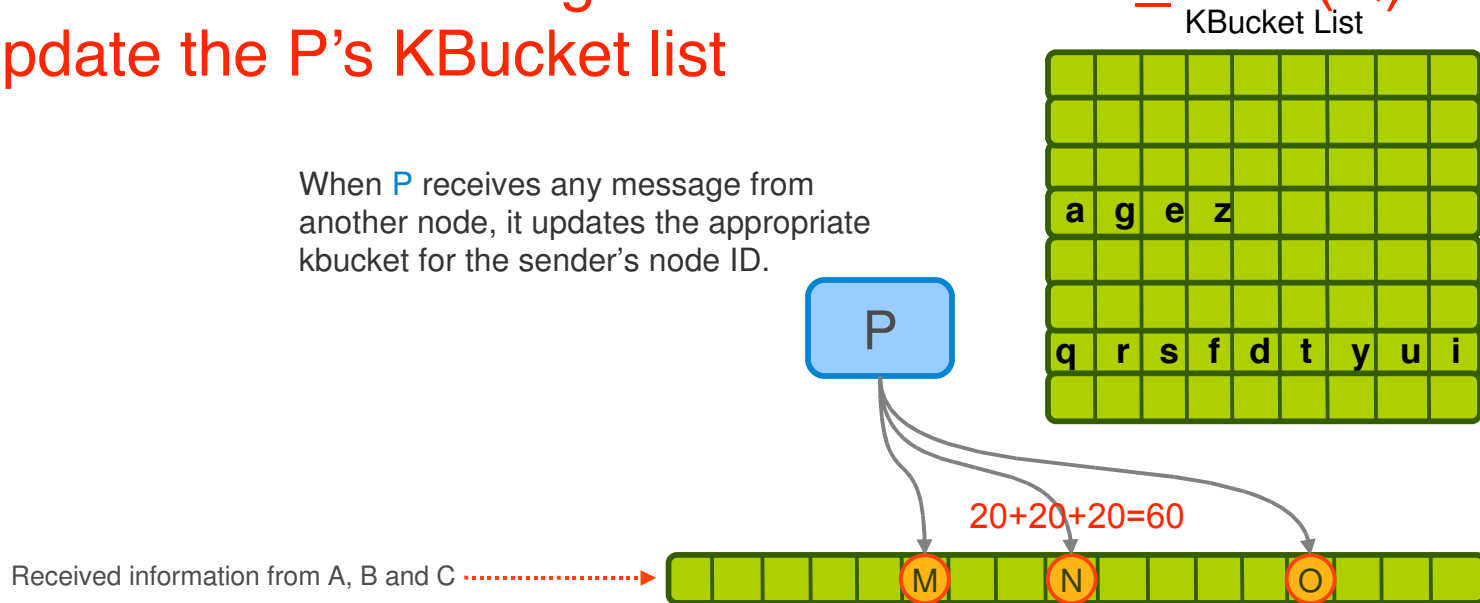 pdate the P's KBucket list
KBucket List
When P receives any message from
another node, it updates the appropriate
kbucket for the sender's node ID.
a g e z
P
q r s f d t y u i
20+20+20=60
Received information from A, B and C
M N O